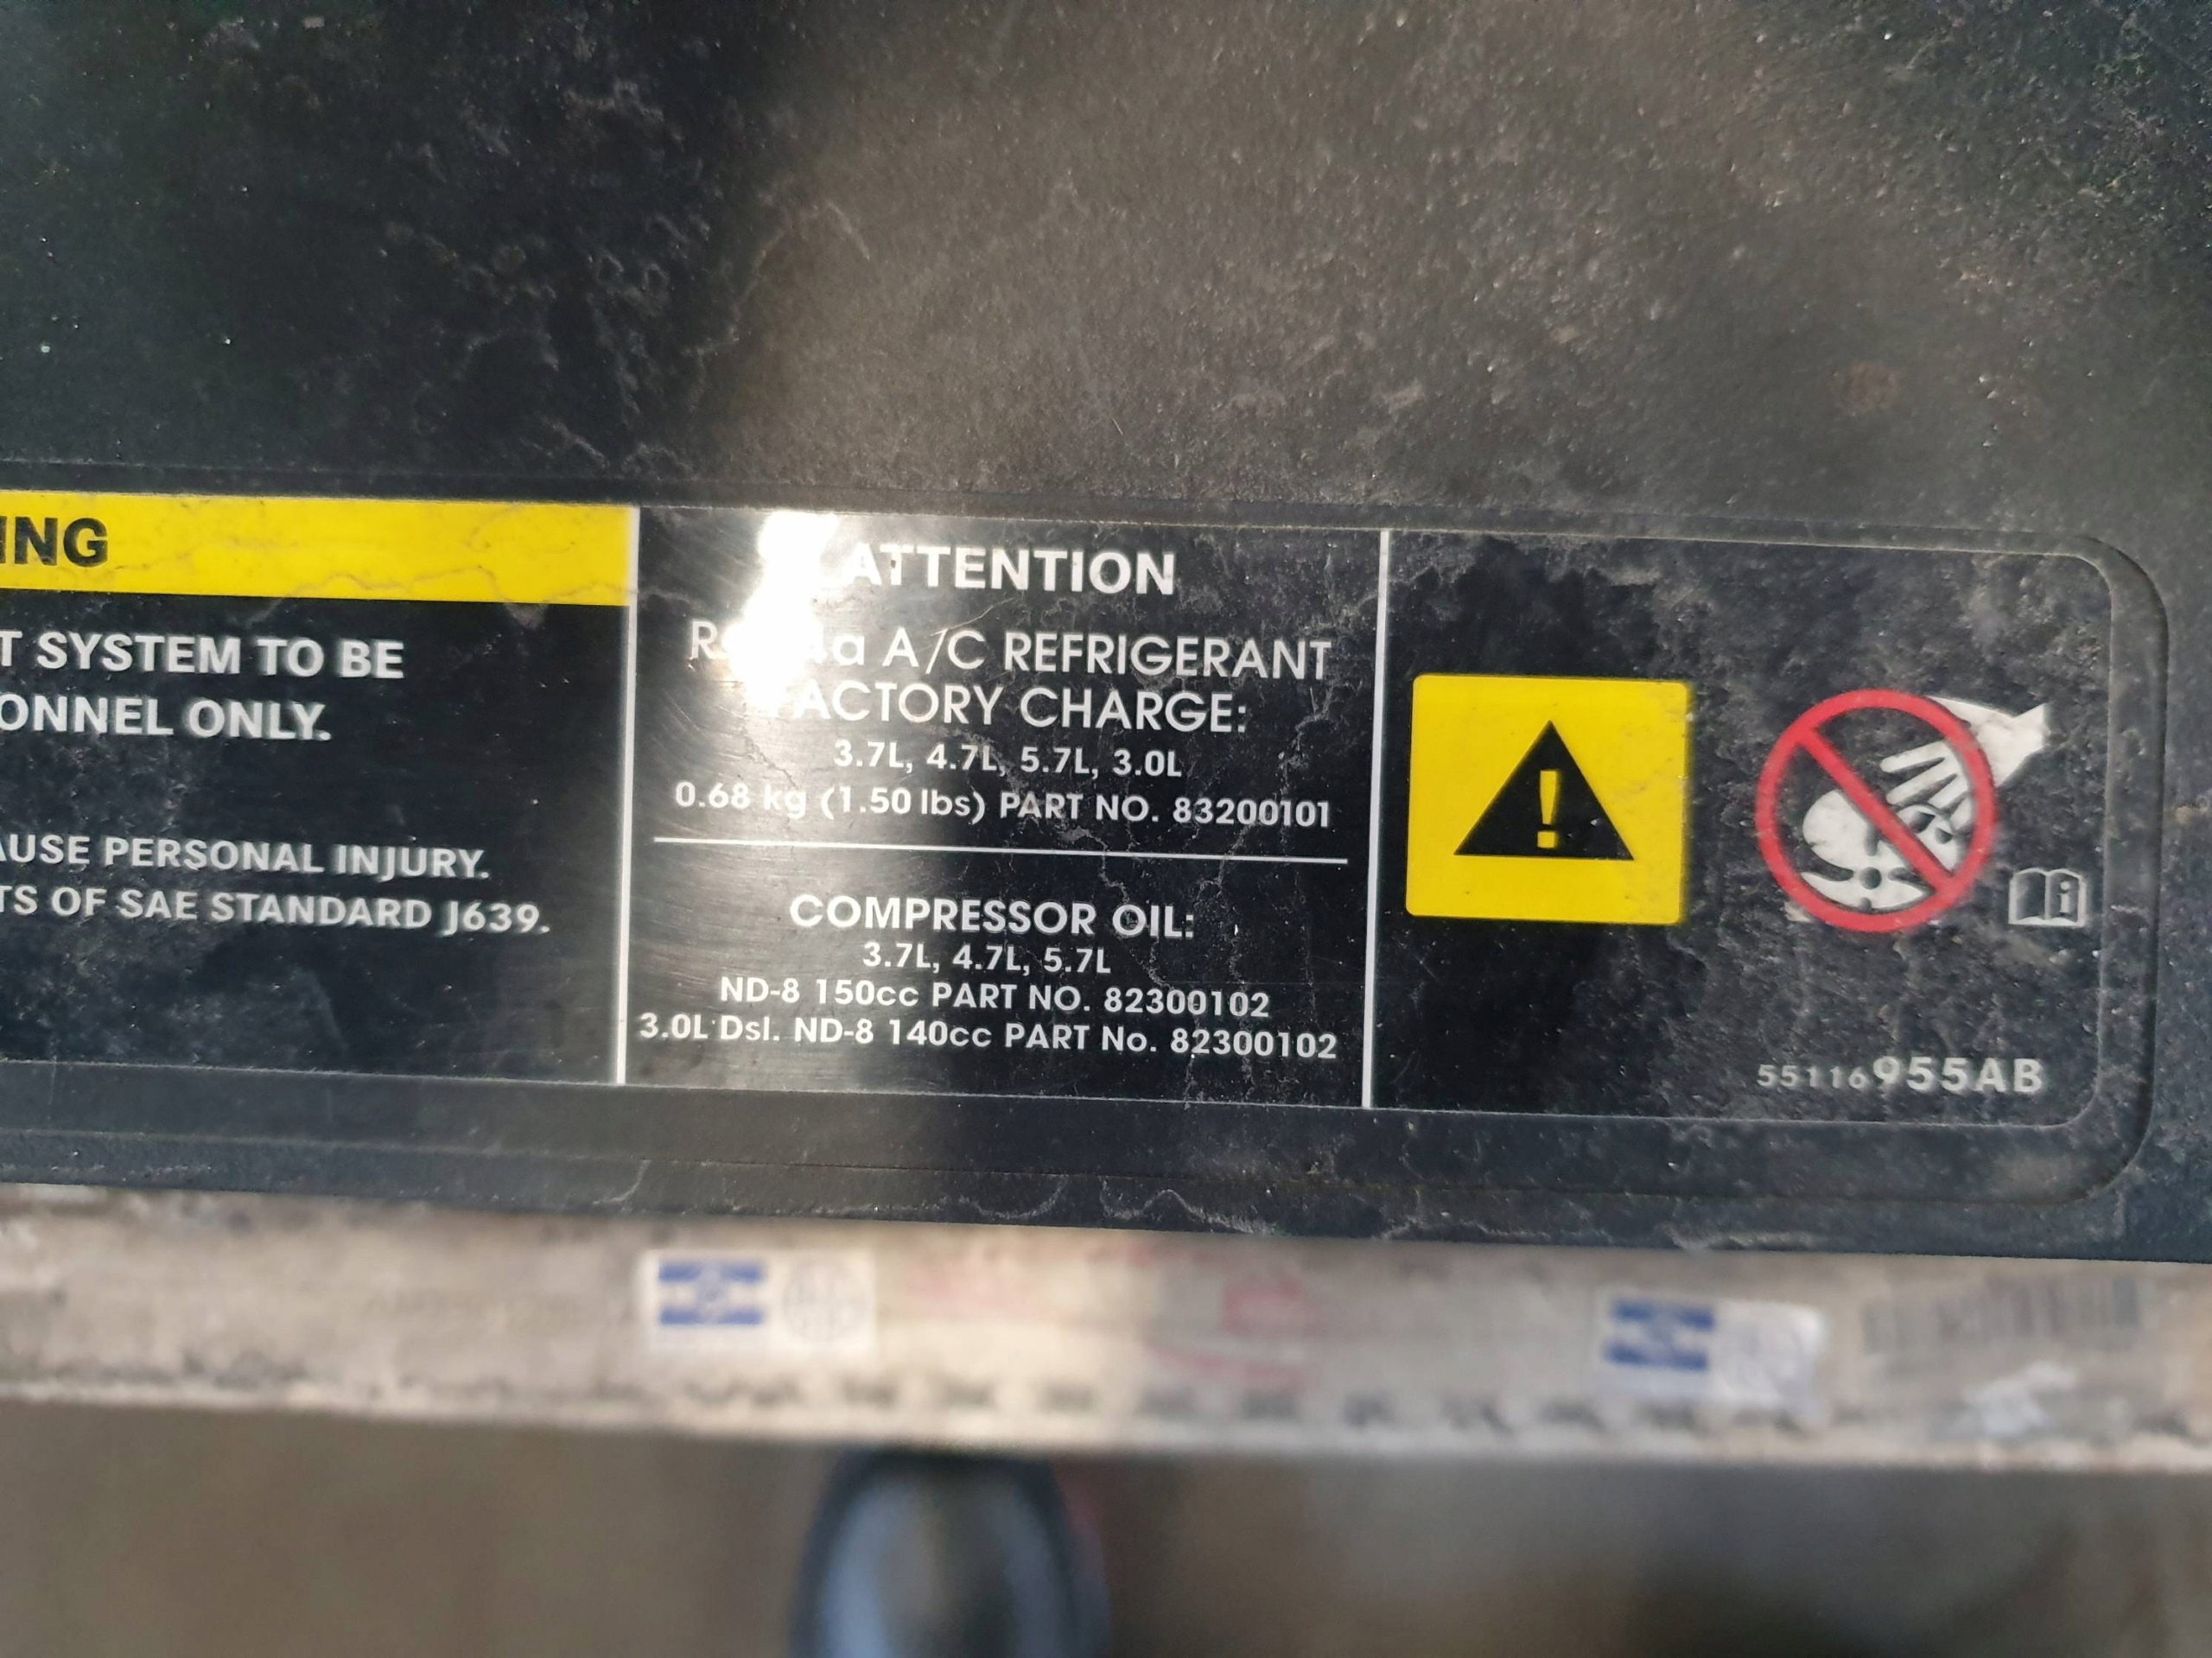 ING
T SYSTEM TO BE
ONNEL ONLY.
AUSE PERSONAL INJURY.
TS OF SAE STANDARD J639.
ATTENTION
A/C REFRIGERANT
FACTORY CHARGE:
3.7L, 4.7L, 5.7L, 3.0L
0.68 kg (1.50 lbs) PART NO. 83200101
COMPRESSOR OIL:
3.7L, 4.7L, 5.7L
ND-8 150cc PART NO. 82300102
3.0L Dsl. ND-8 140cc PART No. 82300102
55116955AB